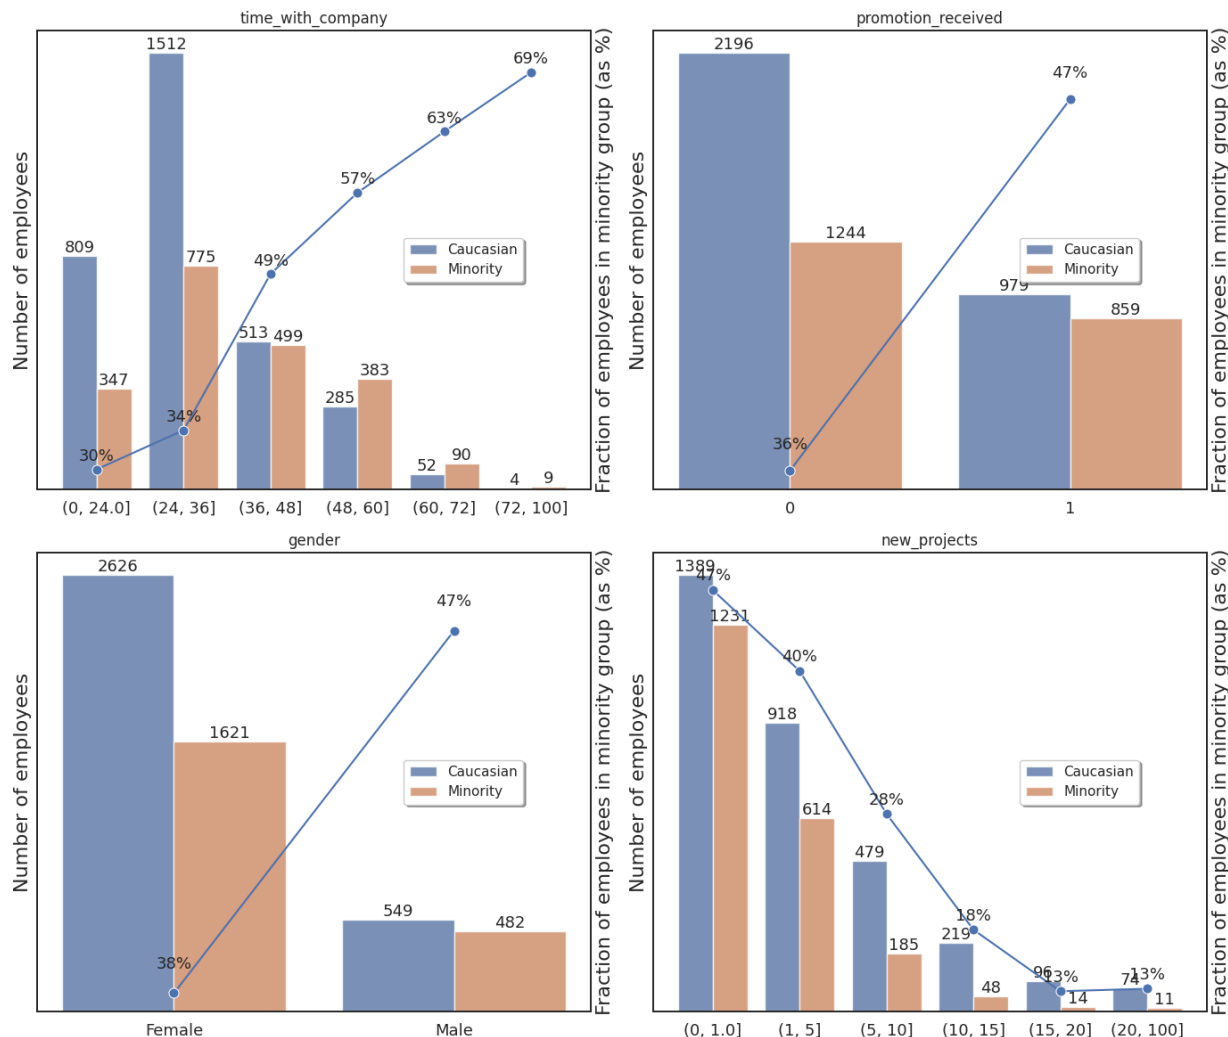 time_with_company
Number of employees
Fraction of employees in minority group (as %)
1512
809
775
513
499
347
285
383
52
90
4
9
30%
34%
49%
57%
63%
69%
Caucasian
Minority
(0, 24.0]
(24, 36]
(36, 48]
(48, 60]
(60, 72]
(72, 100]
promotion_received
Number of employees
Fraction of employees in minority group (as %)
2196
1244
979
859
36%
47%
Caucasian
Minority
0
1
gender
Number of employees
Fraction of employees in minority group (as %)
2626
1621
549
482
38%
47%
Caucasian
Minority
Female
Male
new_projects
Number of employees
Fraction of employees in minority group (as %)
1389
1231
918
614
479
185
219
48
96
14
74
11
47%
40%
28%
18%
13%
13%
Caucasian
Minority
(0, 1.0]
(1, 5]
(5, 10]
(10, 15]
(15, 20]
(20, 100]